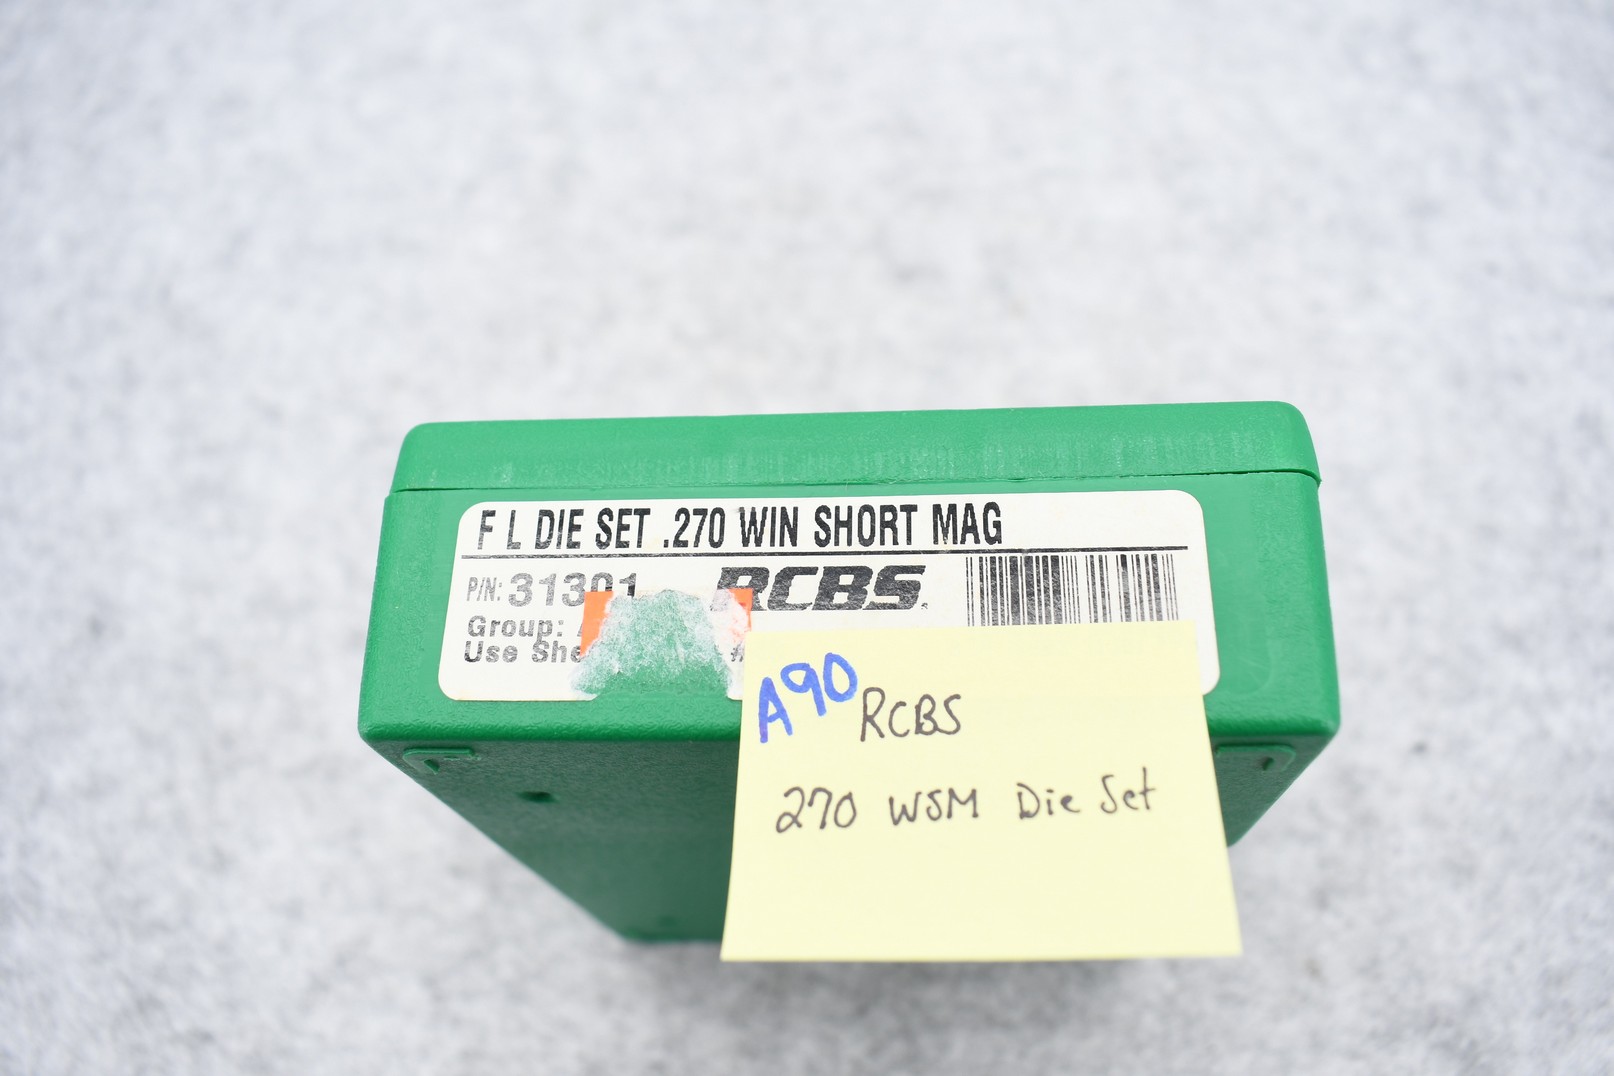 F L DIE SET .270 WIN SHORT MAG
P/N: 31301
RCBS
Group:
Use
A90
RCBS
270 WSM Die Set